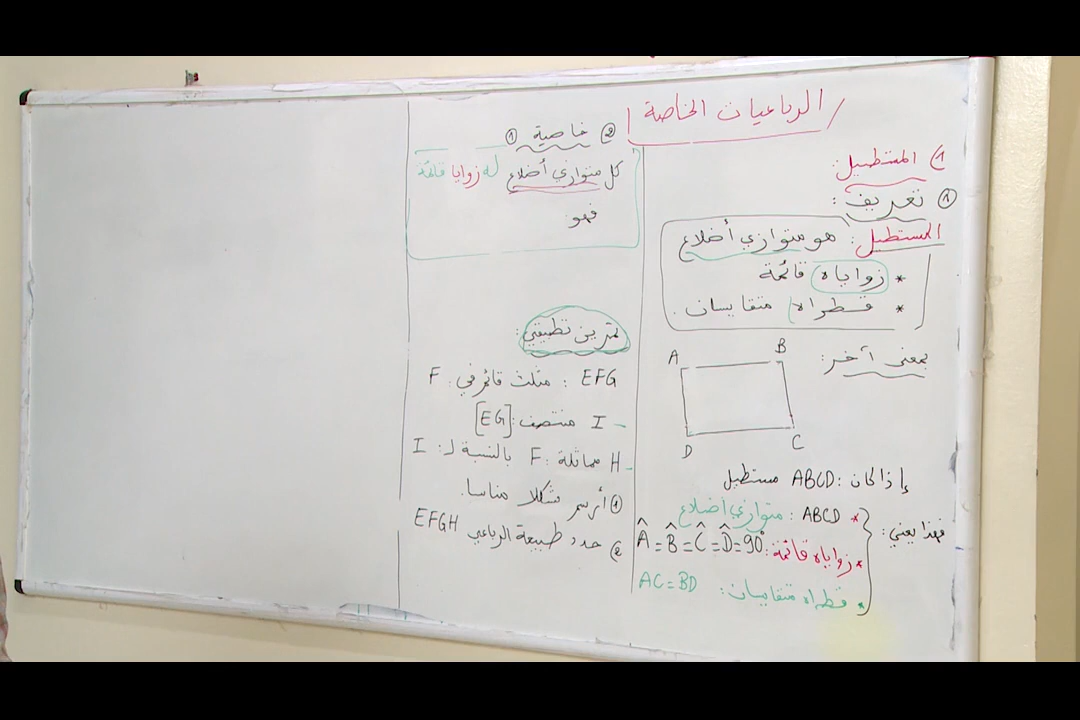 الرباعيات الخاصة
1) المستطيل:
① تعريف:
المستطيل: هو متوازي أضلاع
* زواياه قائمة
* قطراه متقايسان.
بمعنى آخر:
A B
D C
إذا كان: ABCD مستطيل
فهذا يعني:
* ABCD: متوازي أضلاع
* زواياه قائمة: Â = B̂ = Ĉ = D̂ = 90°
* قطراه متقايسان: AC = BD
② خاصية ①
كل متوازي أضلاع له زوايا قائمة
فهو:
تمرين تطبيقي:
EFG : مثلث قائم في: F
- I منتصف: [EG]
- H مماثلة: F بالنسبة لـ: I
① أرسم شكلا مناسبا.
② حدد طبيعة الرباعي EFGH